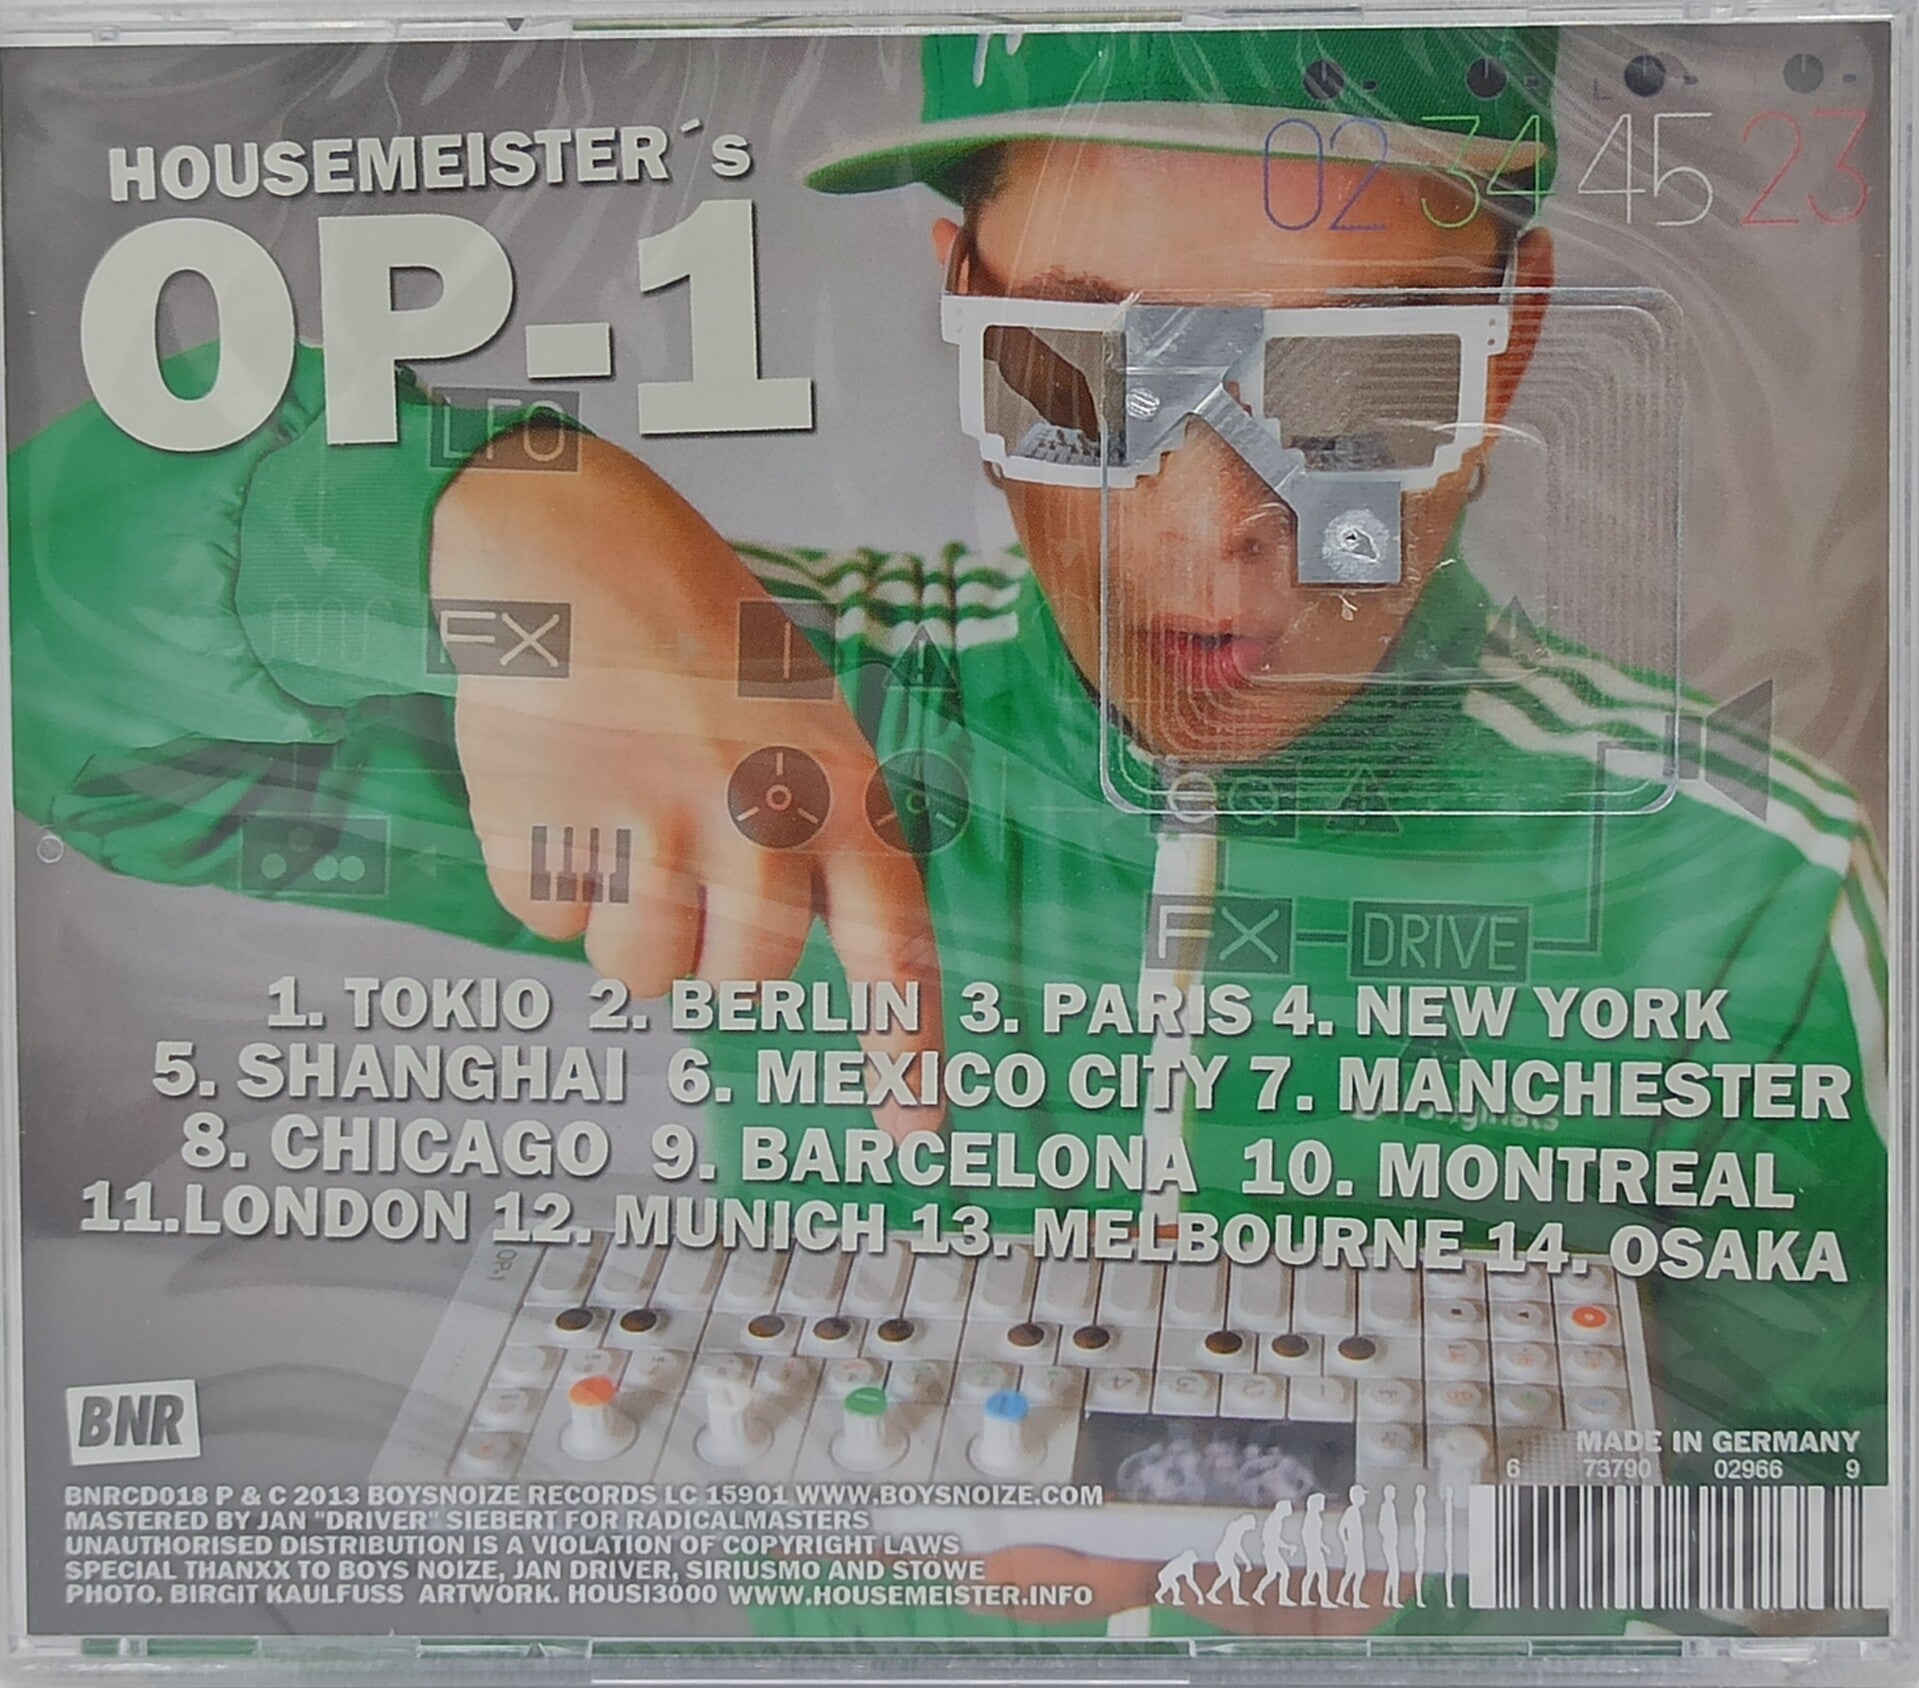 HOUSEMEISTER´s
OP-1
02 34 45 23
LFO
FX
EQ
FX DRIVE
1. TOKIO 2. BERLIN 3. PARIS 4. NEW YORK
5. SHANGHAI 6. MEXICO CITY 7. MANCHESTER
8. CHICAGO 9. BARCELONA 10. MONTREAL
11.LONDON 12. MUNICH 13. MELBOURNE 14. OSAKA
OP-1
BNR
MADE IN GERMANY
6 73790 02966 9
BNRCD018 P & C 2013 BOYSNOIZE RECORDS LC 15901 WWW.BOYSNOIZE.COM
MASTERED BY JAN "DRIVER" SIEBERT FOR RADICALMASTERS
UNAUTHORISED DISTRIBUTION IS A VIOLATION OF COPYRIGHT LAWS
SPECIAL THANXX TO BOYS NOIZE, JAN DRIVER, SIRIUSMO AND STOWE
PHOTO. BIRGIT KAULFUSS ARTWORK. HOUSI3000 WWW.HOUSEMEISTER.INFO